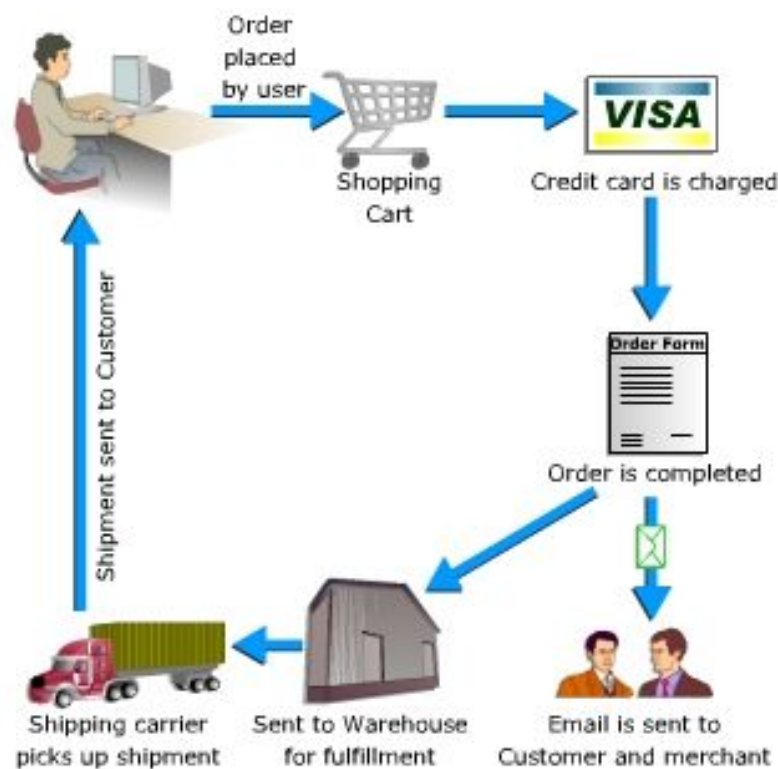 Order
placed
by user
Shopping
Cart
VISA
Credit card is charged
Order Form
Order is completed
Email is sent to
Customer and merchant
Sent to Warehouse
for fulfillment
Shipping carrier
picks up shipment
Shipment sent to Customer